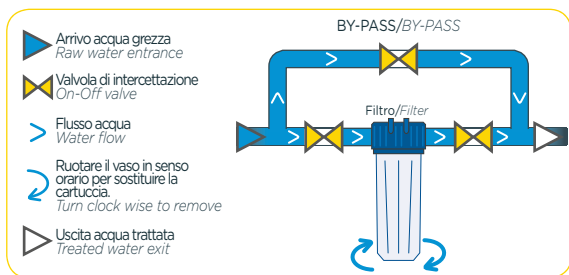 BY-PASS/BY-PASS
Arrivo acqua grezza
Raw water entrance
Valvola di intercettazione
On-Off valve
Filtro/Filter
Flusso acqua
Water flow
Ruotare il vaso in senso
orario per sostituire la
cartuccia.
Turn clock wise to remove
Uscita acqua trattata
Treated water exit